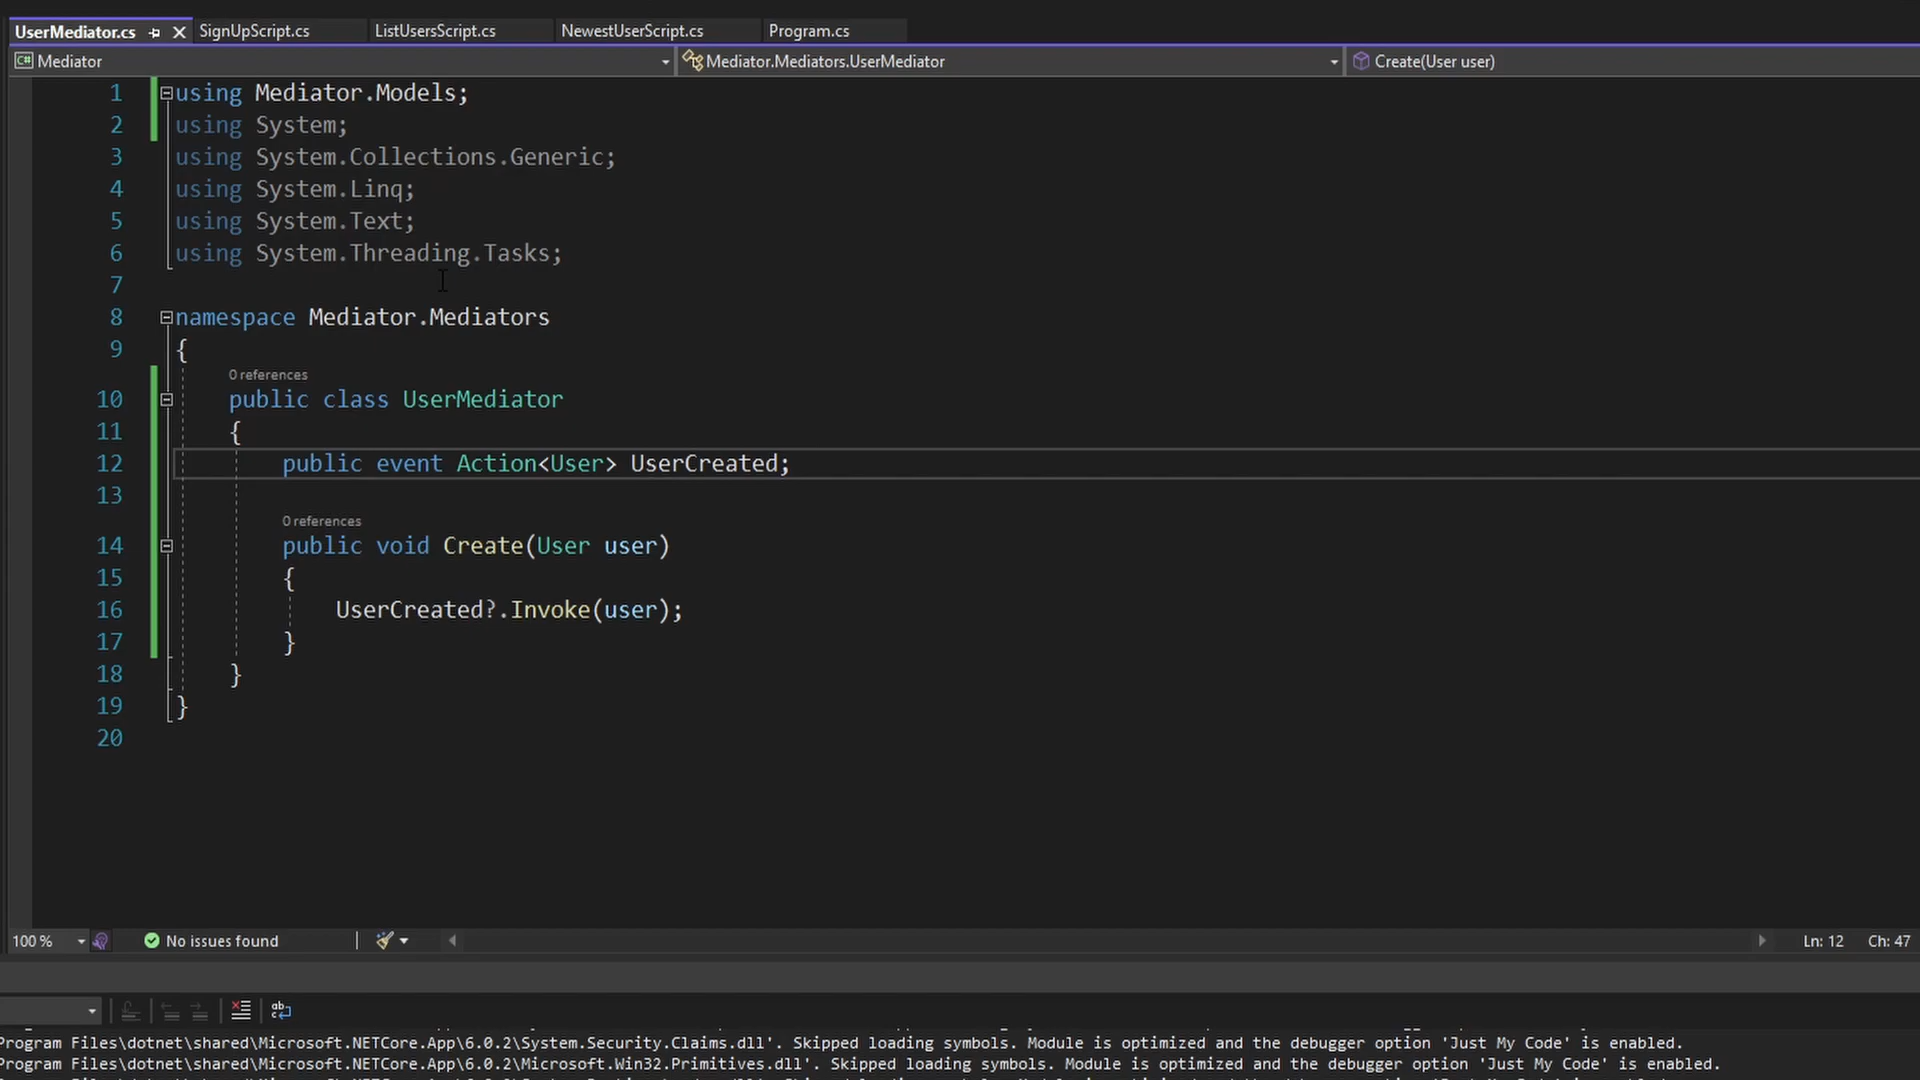 UserMediator.cs SignUpScript.cs ListUsersScript.cs NewestUserScript.cs Program.cs
C# Mediator Mediator.Mediators.UserMediator Create(User user)
1 using Mediator.Models;
2 using System;
3 using System.Collections.Generic;
4 using System.Linq;
5 using System.Text;
6 using System.Threading.Tasks;
7
8 namespace Mediator.Mediators
9 {
0 references
10 public class UserMediator
11 {
12 public event Action<User> UserCreated;
13
0 references
14 public void Create(User user)
15 {
16 UserCreated?.Invoke(user);
17 }
18 }
19 }
20
100 % No issues found Ln: 12 Ch: 47
Program Files\dotnet\shared\Microsoft.NETCore.App\6.0.2\System.Security.Claims.dll'. Skipped loading symbols. Module is optimized and the debugger option 'Just My Code' is enabled.
Program Files\dotnet\shared\Microsoft.NETCore.App\6.0.2\Microsoft.Win32.Primitives.dll'. Skipped loading symbols. Module is optimized and the debugger option 'Just My Code' is enabled.